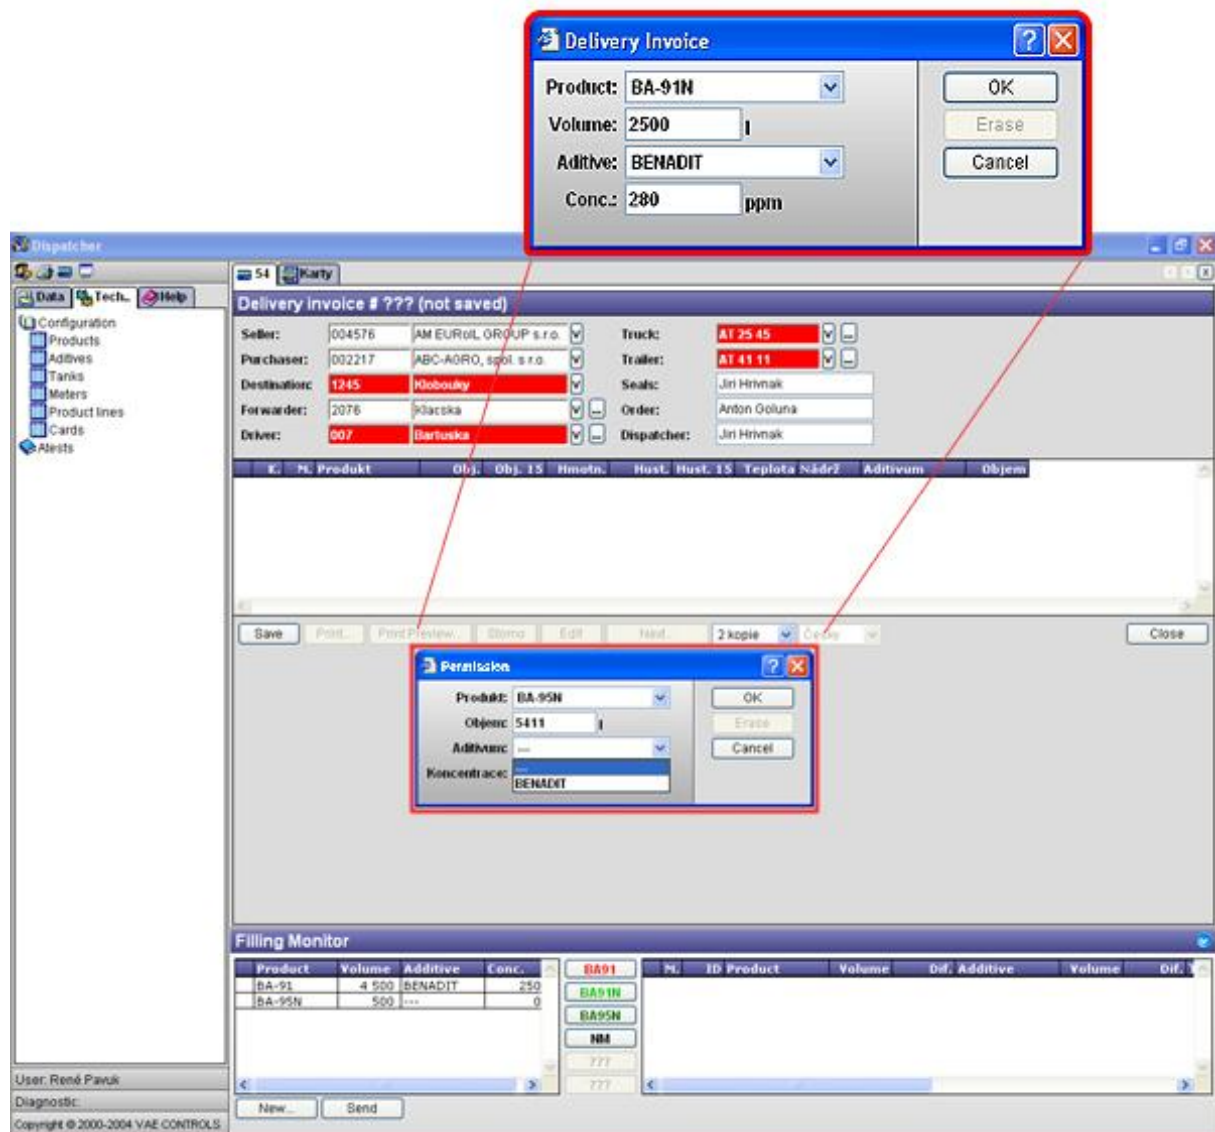 Delivery Invoice
Product: BA-91N
OK
Volume: 2500 l
Erase
Aditive: BENADIT
Cancel
Conc.: 280 ppm
Dispatcher
54 Karty
Data Tech.. Help
Delivery invoice # ??? (not saved)
Configuration
Products
Aditives
Tanks
Meters
Product lines
Cards
Atests
Seller: 004576 AM EURoIL GROUP s.r.o. Truck: AT 25 45
Purchaser: 002217 ABC-AGRO, spol. s r.o. Trailer: AT 41 11
Destination: 1245 Klobouky Seals: Jiri Hrivnak
Forwarder: 2076 klacska Order: Anton Goluna
Driver: 007 Bartuska Dispatcher: Jiri Hrivnak
K. M. Produkt Obj. Obj. 15 Hmotn. Hust. Hust. 15 Teplota Nádrž Aditivum Objem
Save Print... Print Preview... Storno Edit Next.. 2 kopie Česky Close
Permission
Produkt: BA-95N
OK
Objem: 5411 l
Erase
Aditivum: ---
Cancel
Koncentrace: ---
BENADIT
Filling Monitor
Product Volume Additive Conc.
BA-91 4 500 BENADIT 250
BA-95N 500 --- 0
BA91
BA91N
BA95N
NM
???
???
M. ID Product Volume Dif. Additive Volume Dif.
New... Send
User: René Pavuk
Diagnostic:
Copyright © 2000-2004 VAE CONTROLS